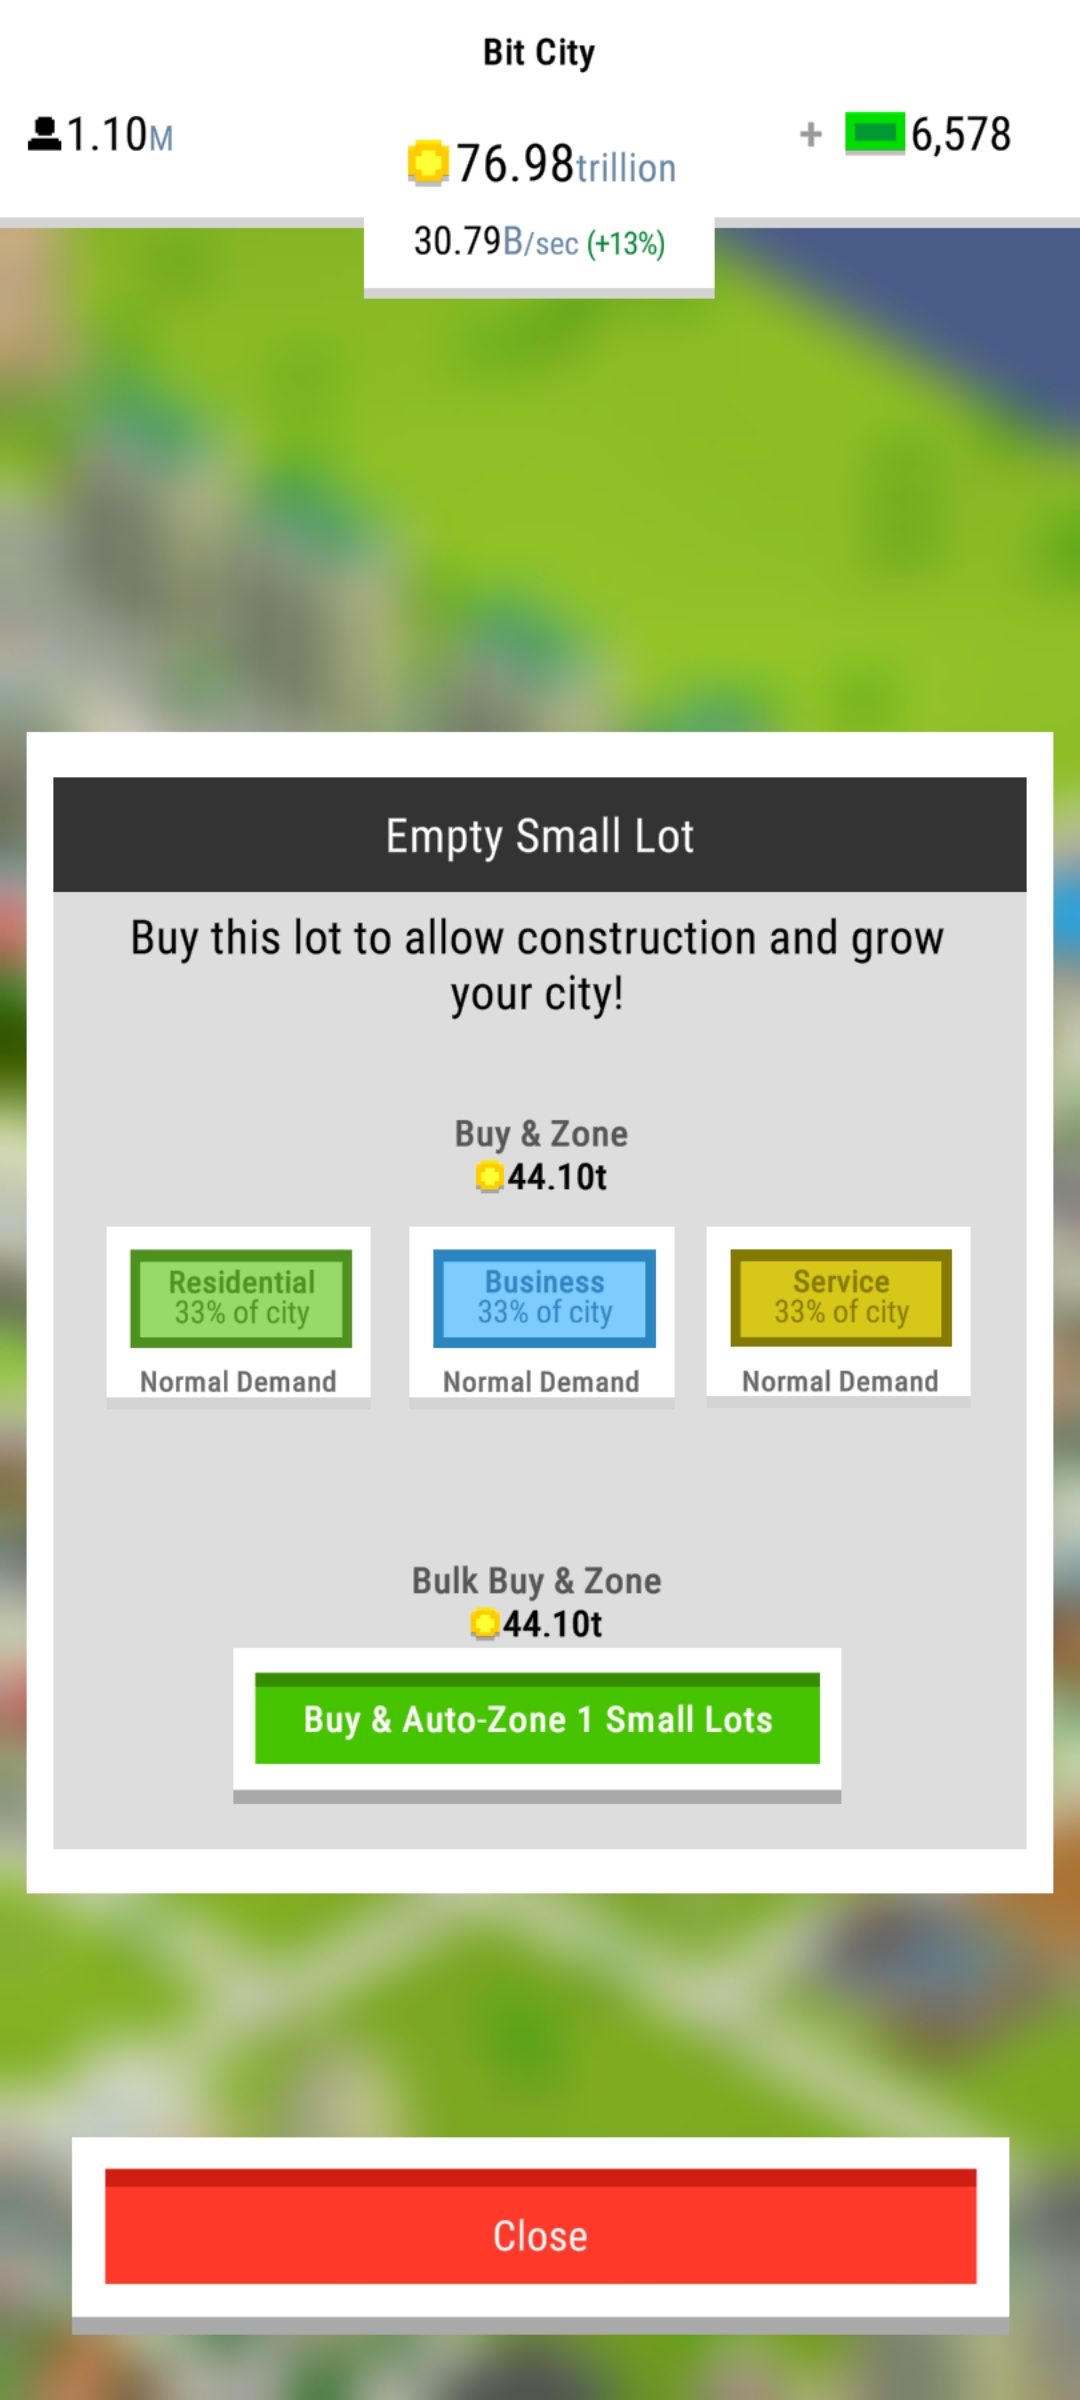 Bit City
1.10M
76.98trillion
+ 6,578
30.79B/sec (+13%)
Empty Small Lot
Buy this lot to allow construction and grow
your city!
Buy & Zone
44.10t
Residential
33% of city
Normal Demand
Business
33% of city
Normal Demand
Service
33% of city
Normal Demand
Bulk Buy & Zone
44.10t
Buy & Auto-Zone 1 Small Lots
Close